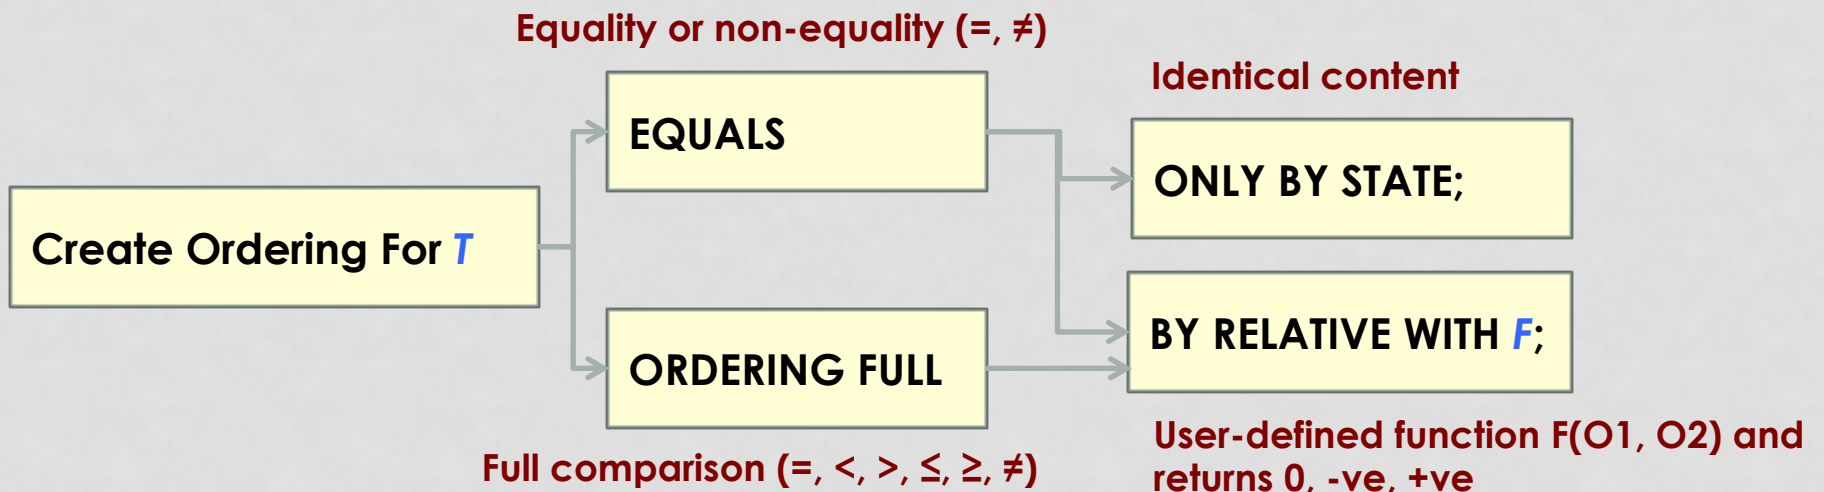 Equality or non-equality (=, ≠)
Identical content
EQUALS
ONLY BY STATE;
Create Ordering For T
BY RELATIVE WITH F;
ORDERING FULL
User-defined function F(O1, O2) and
returns 0, -ve, +ve
Full comparison (=, <, >, ≤, ≥, ≠)